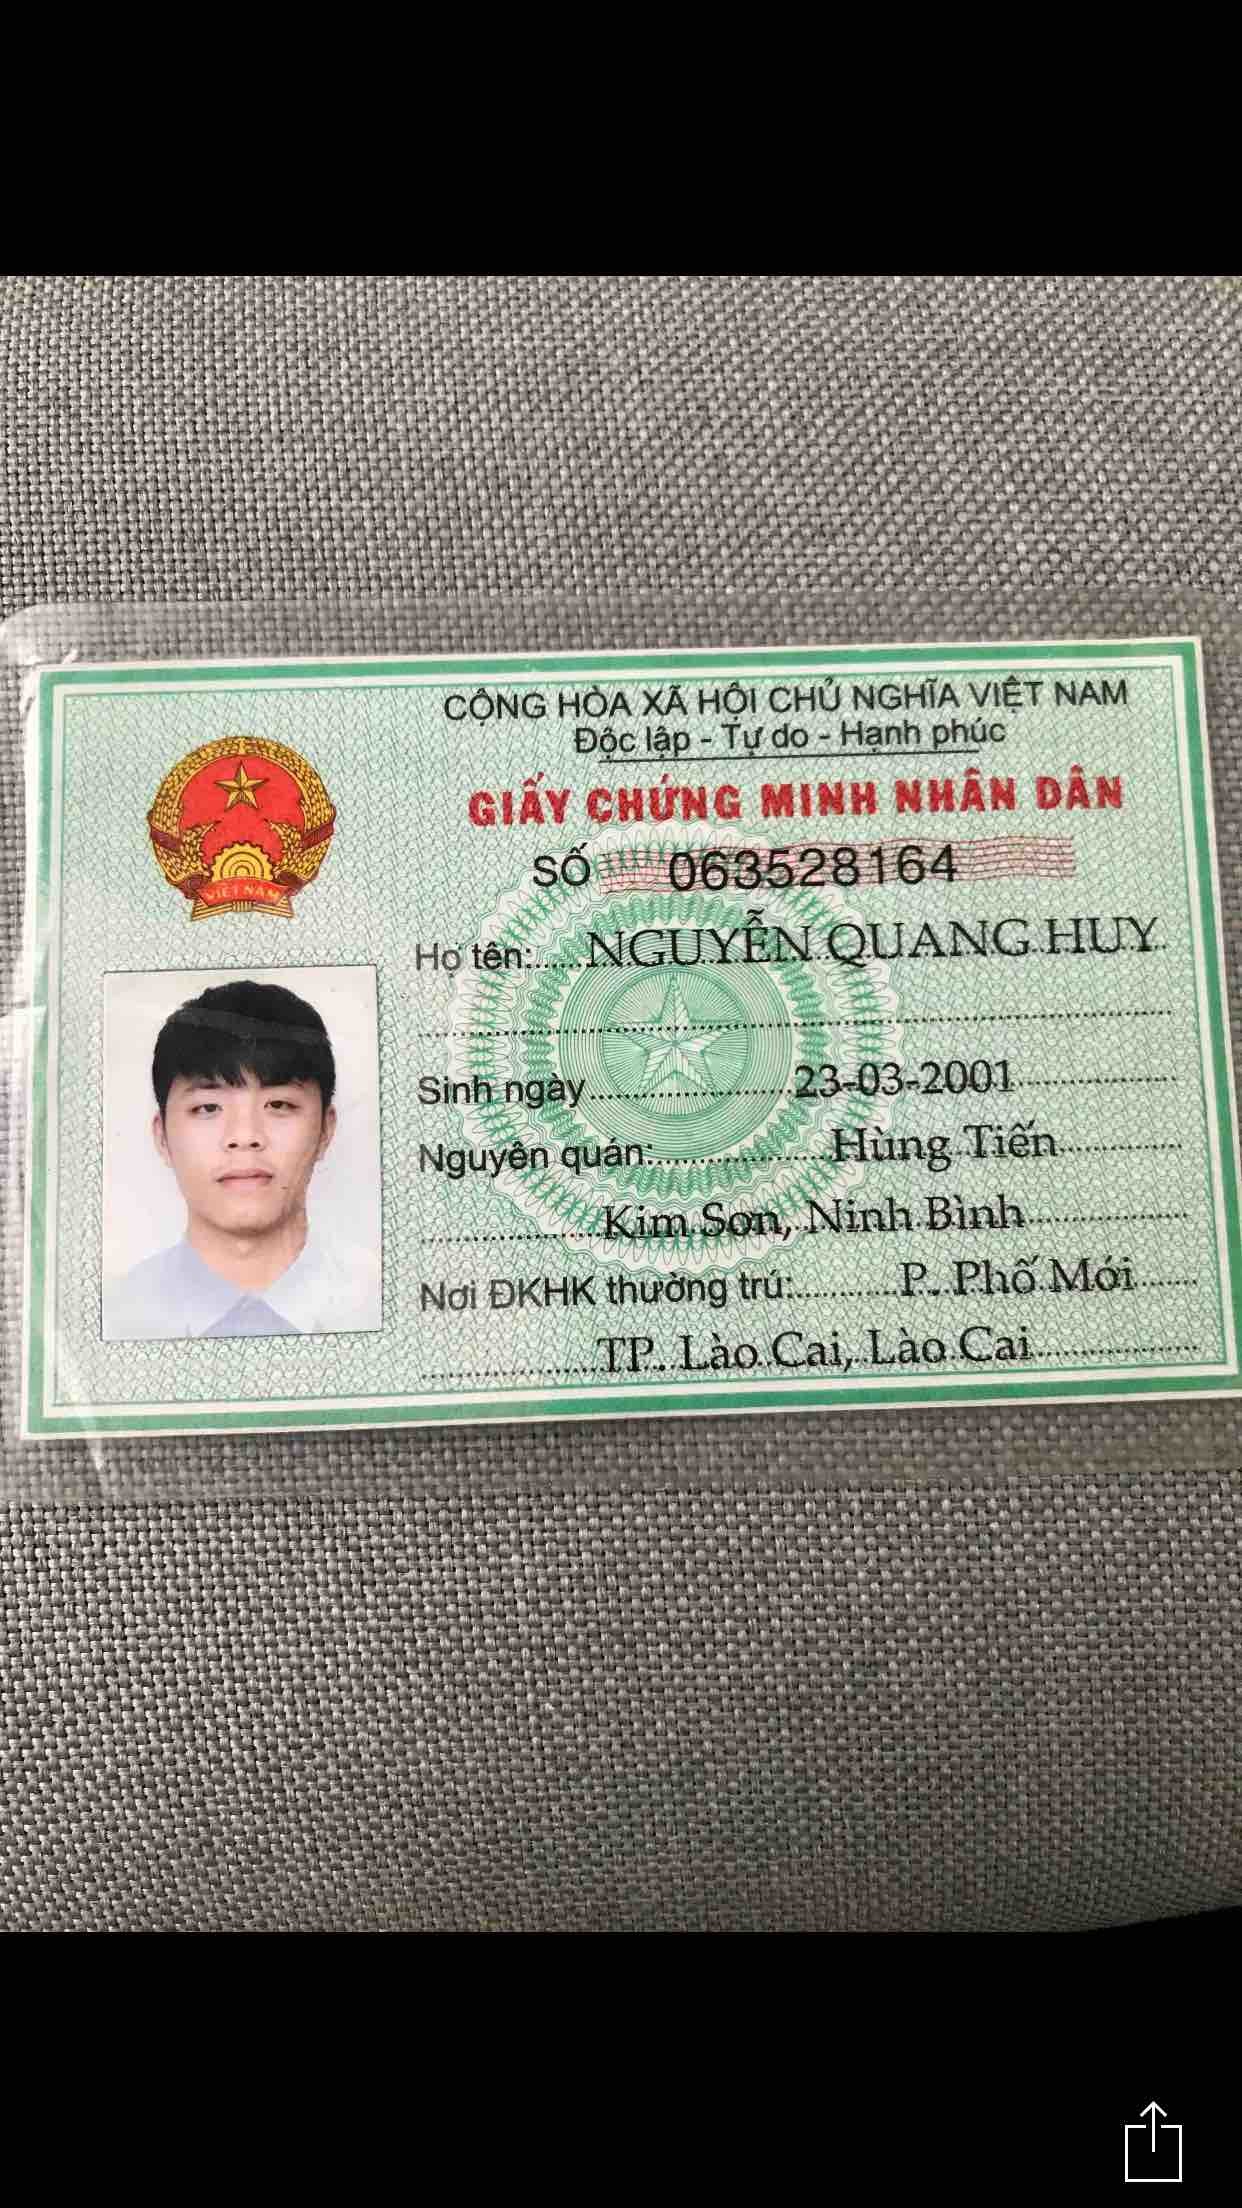 CỘNG HÒA XÃ HỘI CHỦ NGHĨA VIỆT NAM
Độc lập - Tự do - Hạnh phúc
GIẤY CHỨNG MINH NHÂN DÂN
SỐ 063528164
VIET NAM
Họ tên: NGUYỄN QUANG HUY
Sinh ngày 23-03-2001
Nguyên quán: Hùng Tiến
Kim Sơn, Ninh Bình
Nơi ĐKHK thường trú: P. Phố Mới
TP. Lào Cai, Lào Cai